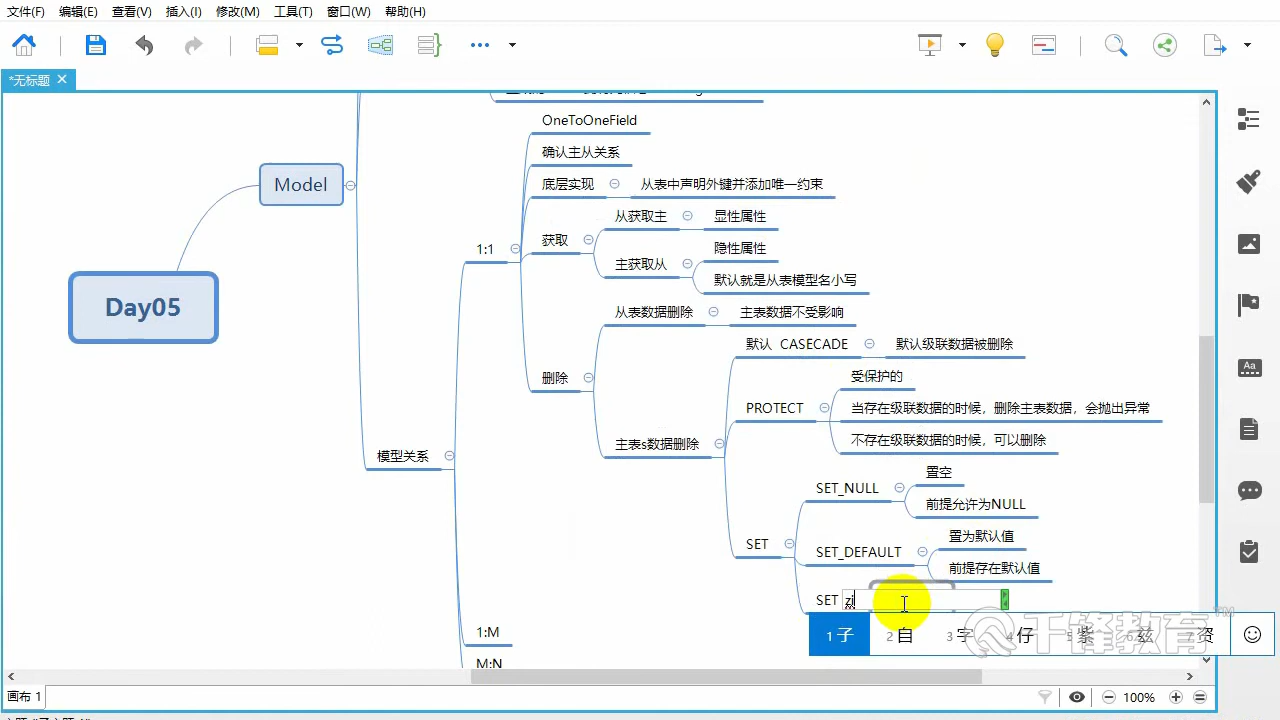 文件(F) 编辑(E) 查看(V) 插入(I) 修改(M) 工具(T) 窗口(W) 帮助(H)
*无标题
OneToOneField
确认主从关系
底层实现 从表中声明外键并添加唯一约束
从获取主 显性属性
获取
隐性属性
主获取从
默认就是从表模型名小写
1:1
从表数据删除 主表数据不受影响
默认 CASECADE 默认级联数据被删除
删除
受保护的
PROTECT 当存在级联数据的时候，删除主表数据，会抛出异常
不存在级联数据的时候，可以删除
主表s数据删除
置空
SET_NULL
前提允许为NULL
SET
置为默认值
SET_DEFAULT
前提存在默认值
SET zi
1 子 2 自 3 字 4 仔 5 紫 6 兹 7 资
千锋教育 TM
Model
Day05
模型关系
1:M
M:N
画布 1
100%